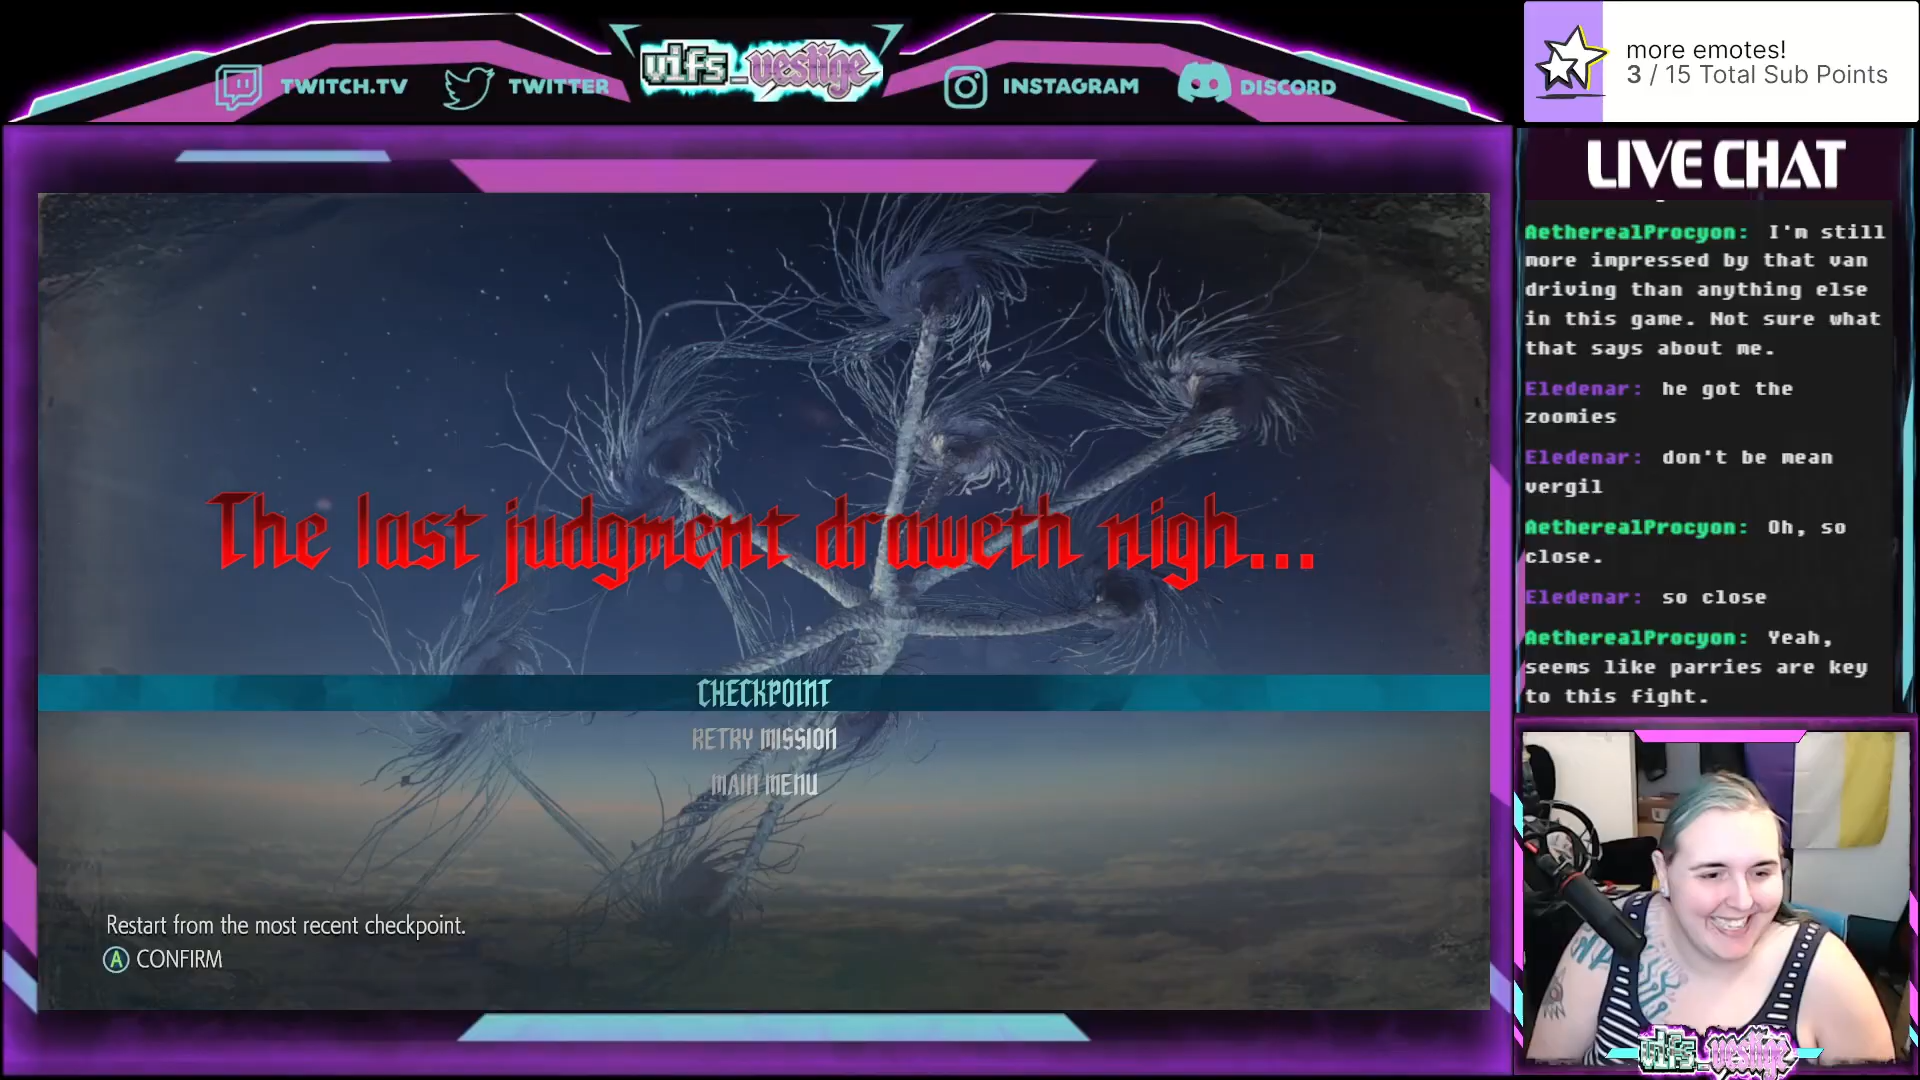 TWITCH.TV
TWITTER
vifs_vestige
INSTAGRAM
DISCORD
more emotes!
3 / 15 Total Sub Points
LIVE CHAT
AetherealProcyon: I'm still
more impressed by that van
driving than anything else
in this game. Not sure what
that says about me.
Eledenar: he got the
zoomies
Eledenar: don't be mean
vergil
AetherealProcyon: Oh, so
close.
Eledenar: so close
AetherealProcyon: Yeah,
seems like parries are key
to this fight.
The last judgment draweth nigh...
CHECKPOINT
RETRY MISSION
MAIN MENU
Restart from the most recent checkpoint.
A CONFIRM
vifs_vestige